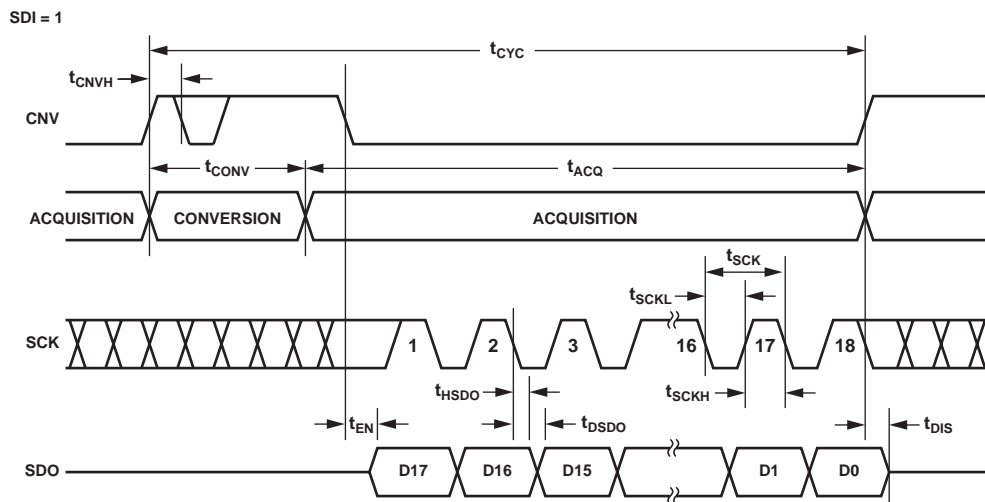 SDI = 1
tCYC
tCNVH
CNV
tCONV
tACQ
ACQUISITION
CONVERSION
ACQUISITION
tSCK
tSCKL
SCK
1
2
3
16
17
18
tHSDO
tSCKH
tEN
tDSDO
tDIS
SDO
D17
D16
D15
D1
D0